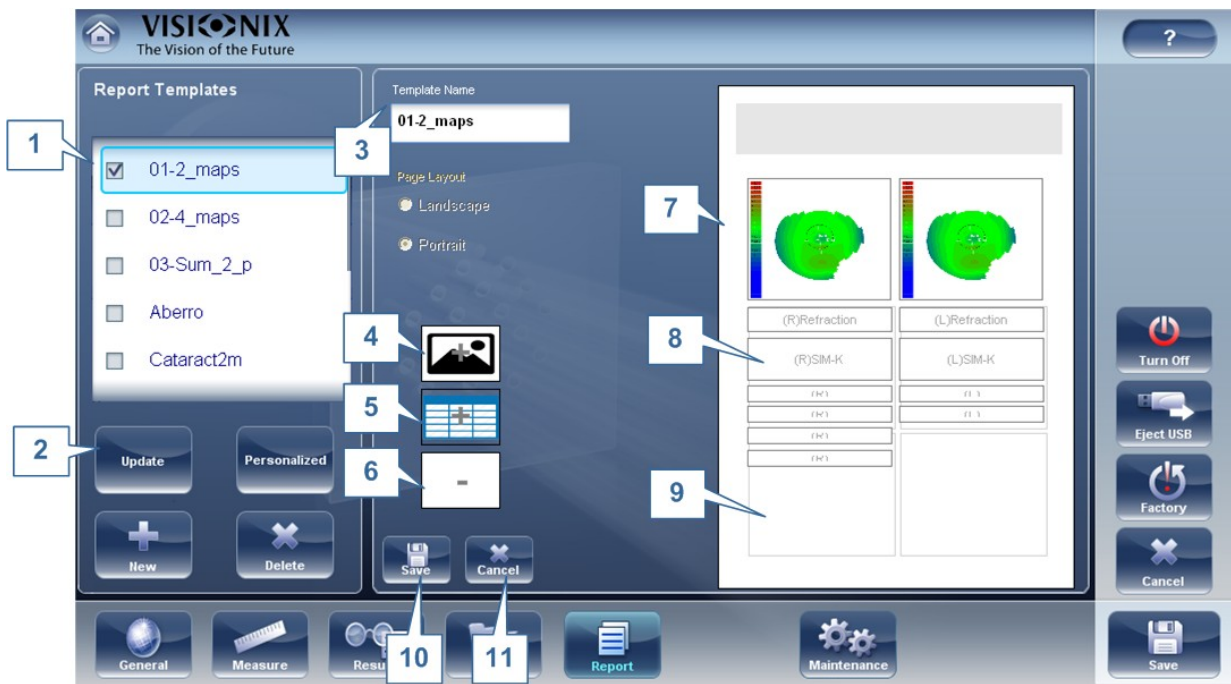 VISIONIX
The Vision of the Future
?
Report Templates
01-2_maps
02-4_maps
03-Sum_2_p
Aberro
Cataract2m
Update
Personalized
New
Delete
Template Name
01-2_maps
Page Layout
Landscape
Portrait
Save
Cancel
(R)Refraction
(L)Refraction
(R)SIM-K
(L)SIM-K
1
2
3
4
5
6
7
8
9
10
11
Turn Off
Eject USB
Factory
Cancel
General
Measure
Report
Maintenance
Save